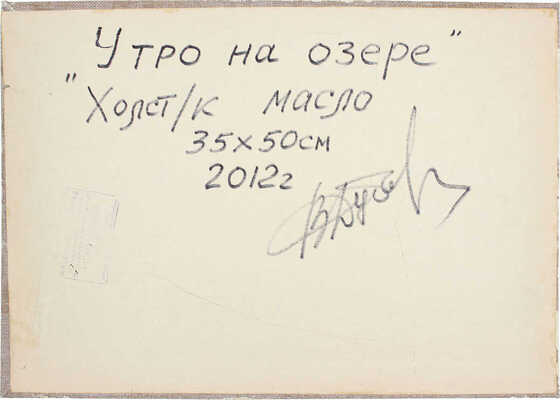 Утро на озере"
"Холст/к масло
35х50см
2012г